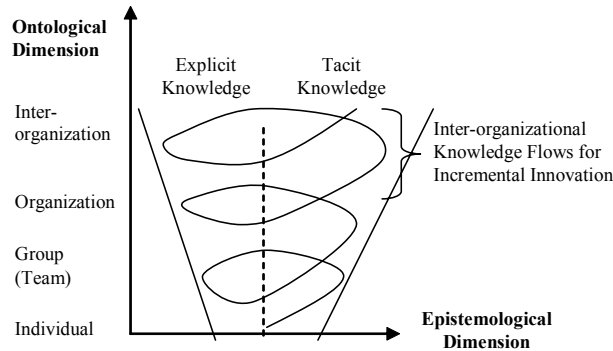 Ontological
Dimension
Explicit
Knowledge
Tacit
Knowledge
Inter-
organization
Inter-organizational
Knowledge Flows for
Incremental Innovation
Organization
Group
(Team)
Individual
Epistemological
Dimension